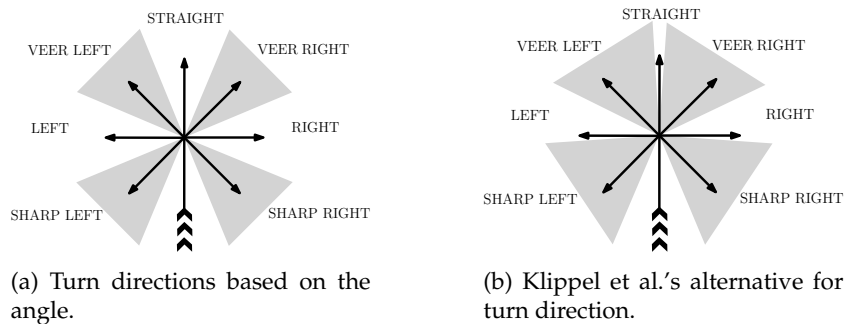 STRAIGHT
VEER LEFT
VEER RIGHT
LEFT
RIGHT
SHARP LEFT
SHARP RIGHT
(a) Turn directions based on the
angle.
STRAIGHT
VEER LEFT
VEER RIGHT
LEFT
RIGHT
SHARP LEFT
SHARP RIGHT
(b) Klippel et al.'s alternative for
turn direction.